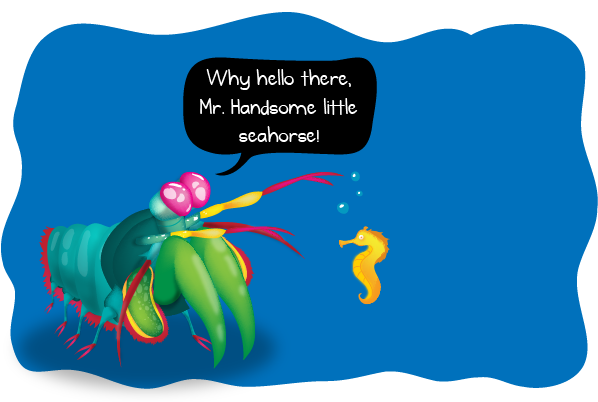 Why hello there,
Mr. Handsome little
seahorse!